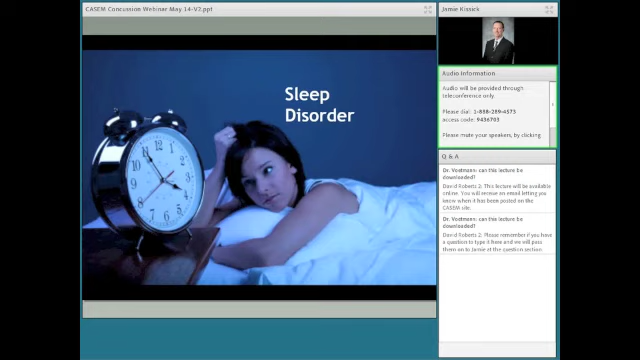 CASEM Concussion Webinar May 14-V2.ppt
Sleep
Disorder
Jamie Kissick
Audio Information
Audio will be provided through
teleconference only.
Please dial: 1-888-289-4573
access code: 9436703
Please mute your speakers, by clicking
Q & A
Dr. Vostmann: can this lecture be
downloaded?
David Roberts 2: This lecture will be available
online. You will receive an email letting you
know when it has been posted on the
CASEM site.
Dr. Vostmann: can this lecture be
downloaded?
David Roberts 2: Please remember if you have
a question to type it here and we will pass
them on to Jamie at the question section.